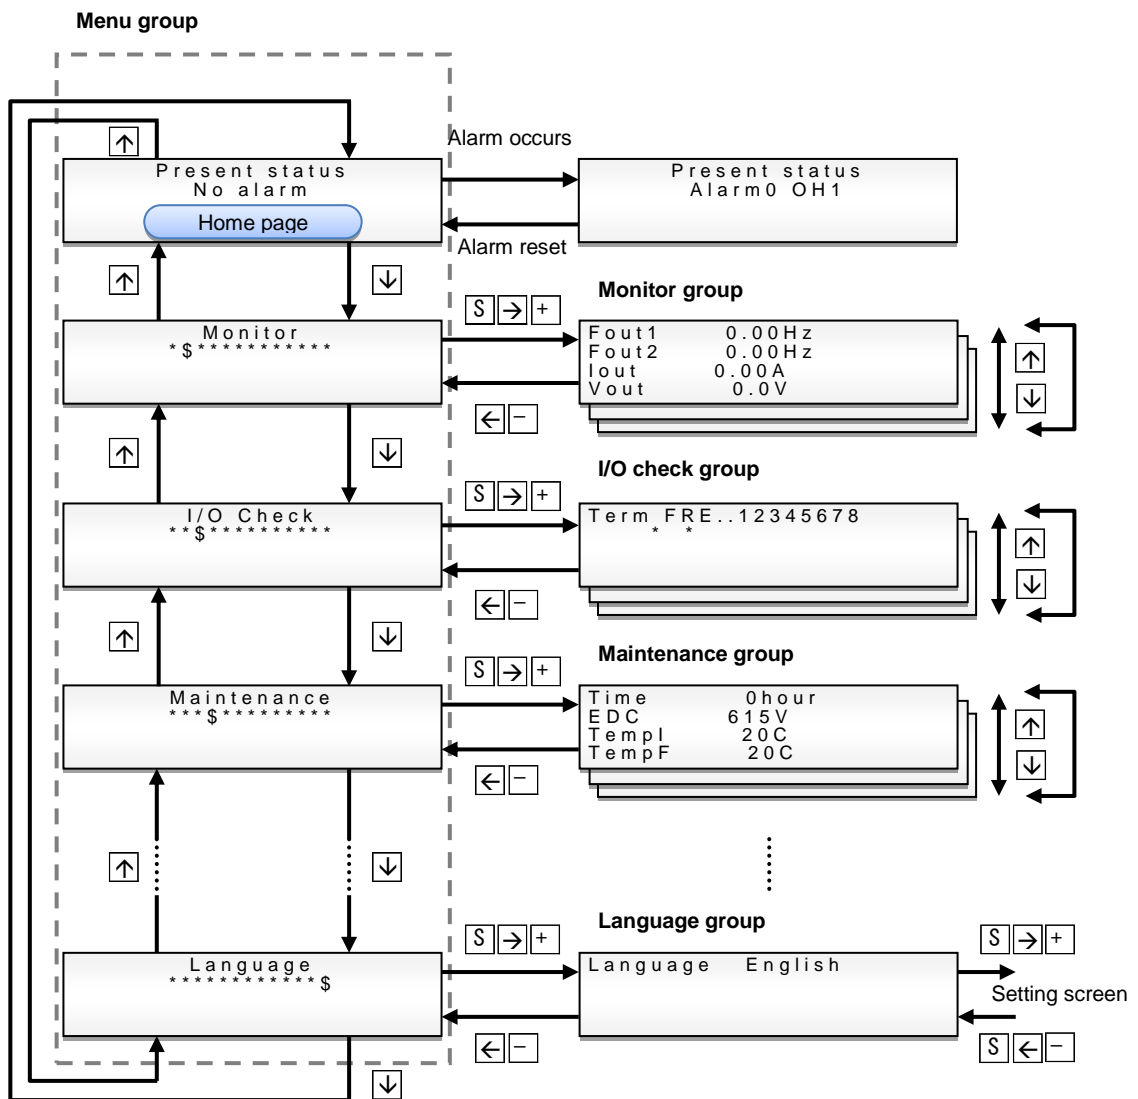 Menu group
↑
Alarm occurs
Present status
No alarm
Home page
Present status
Alarm0 OH1
Alarm reset
↑
↓
S → +
Monitor group
Monitor
*$***********
Fout1 0.00Hz
Fout2 0.00Hz
Iout 0.00A
Vout 0.0V
↑
↓
← −
↑
↓
S → +
I/O check group
I/O Check
**$**********
Term FRE..12345678
* *
↑
↓
← −
↑
↓
S → +
Maintenance group
Maintenance
***$*********
Time 0hour
EDC 615V
TempI 20C
TempF 20C
↑
↓
← −
↑
↓
Language group
S → +
S → +
Language
************$
Language English
Setting screen
← −
S ← −
↓